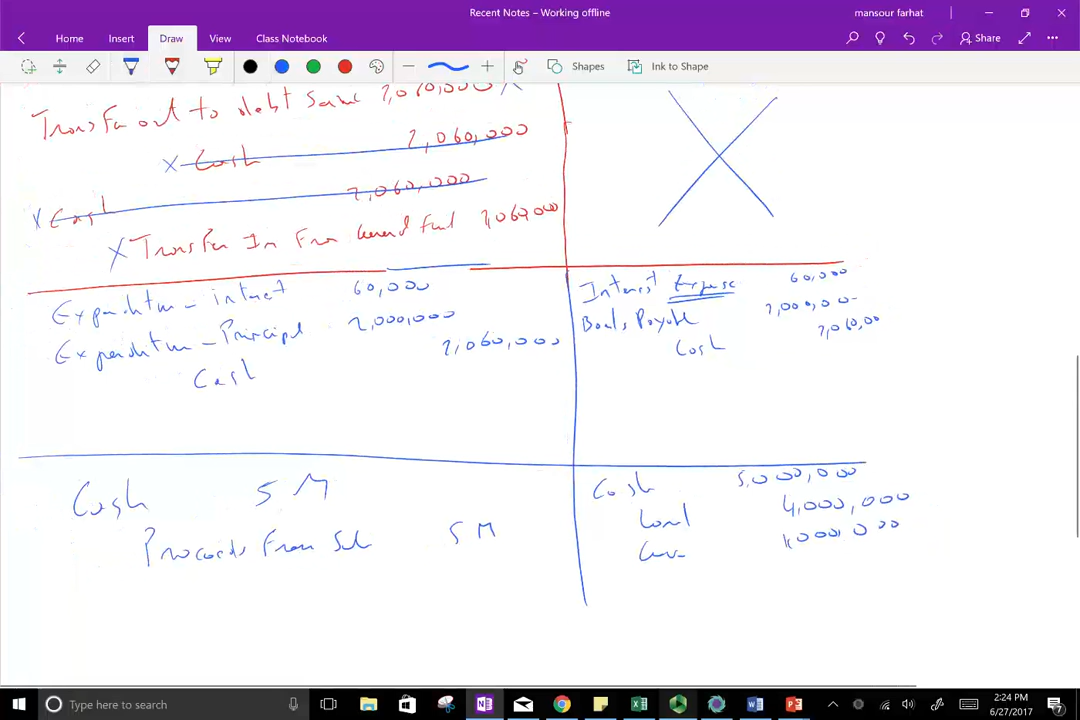 Recent Notes – Working offline
mansour farhat
Home Insert Draw View Class Notebook
Share
Shapes Ink to Shape
Transfer out to debt 2,060,000
Cash 2,060,000
Cash 2,060,000
X Transfer In From General Fund 2,060,000
Expenditure - interest 60,000
Expenditure - Principal 2,000,000
Cash 2,060,000
Interest Expense 60,000
Bonds Payable 2,000,000
Cash 2,060,00
Cash 5 M
Proceeds From Sale 5 M
Cash 5,000,000
Land 4,000,000
1,000,000
Type here to search
2:24 PM
6/27/2017